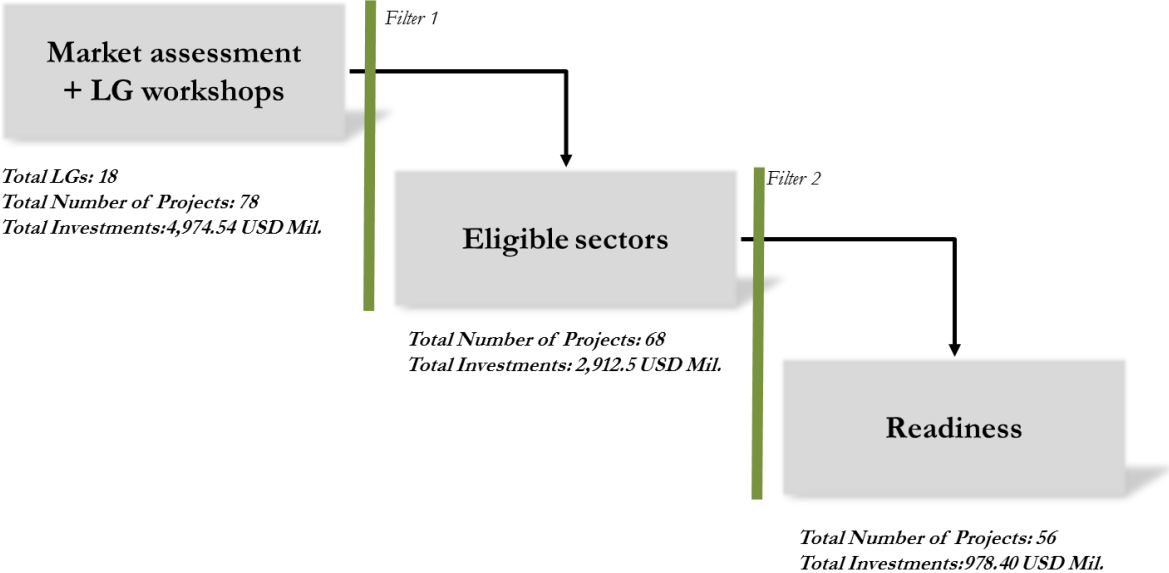 Filter 1
Market assessment
+ LG workshops
Total LGs: 18
Total Number of Projects: 78
Total Investments:4,974.54 USD Mil.
Filter 2
Eligible sectors
Total Number of Projects: 68
Total Investments: 2,912.5 USD Mil.
Readiness
Total Number of Projects: 56
Total Investments:978.40 USD Mil.